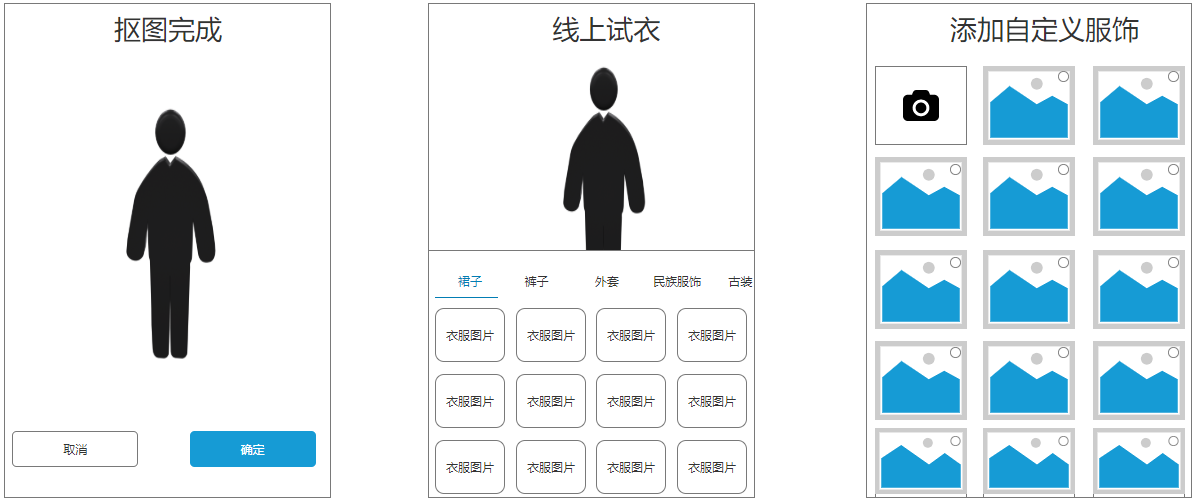 抠图完成
取消
确定
线上试衣
裙子 裤子 外套 民族服饰 古装
衣服图片 衣服图片 衣服图片 衣服图片
衣服图片 衣服图片 衣服图片 衣服图片
衣服图片 衣服图片 衣服图片 衣服图片
添加自定义服饰